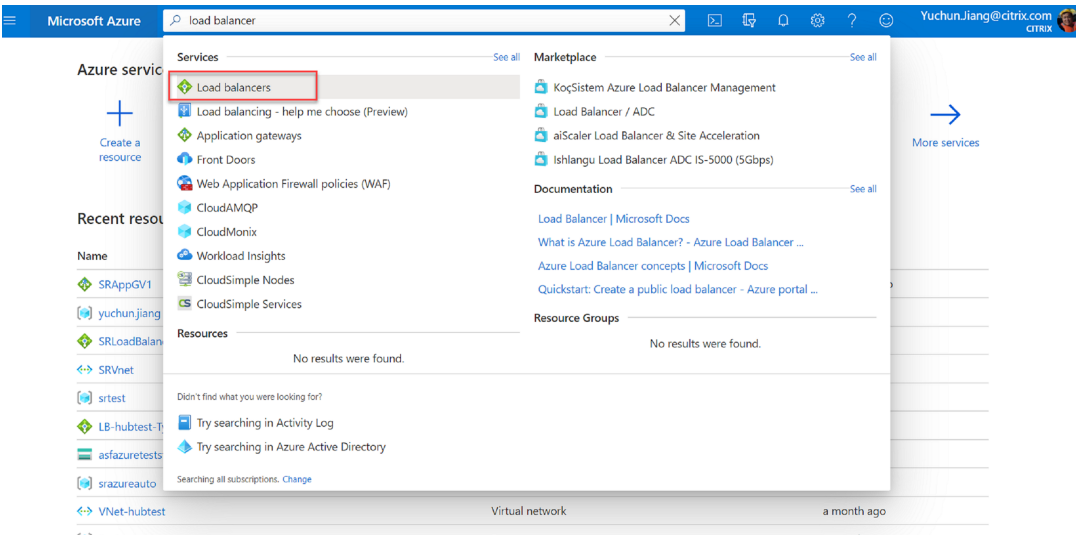 Microsoft Azure
load balancer
Yuchun.Jiang@citrix.com
CITRIX
Azure servic
Create a
resource
More services
Services
See all
Load balancers
Load balancing - help me choose (Preview)
Application gateways
Front Doors
Web Application Firewall policies (WAF)
CloudAMQP
CloudMonix
Workload Insights
CloudSimple Nodes
CloudSimple Services
Resources
No results were found.
Marketplace
See all
KoçSistem Azure Load Balancer Management
Load Balancer / ADC
aiScaler Load Balancer & Site Acceleration
Ishlangu Load Balancer ADC IS-5000 (5Gbps)
Documentation
See all
Load Balancer | Microsoft Docs
What is Azure Load Balancer? - Azure Load Balancer ...
Azure Load Balancer concepts | Microsoft Docs
Quickstart: Create a public load balancer - Azure portal ...
Resource Groups
No results were found.
Didn't find what you were looking for?
Try searching in Activity Log
Try searching in Azure Active Directory
Searching all subscriptions. Change
Recent resou
Name
SRAppGV1
yuchun.jiang
SRLoadBalan
SRVnet
srtest
LB-hubtest-T
asfazuretests
srazureauto
VNet-hubtest
Virtual network
a month ago